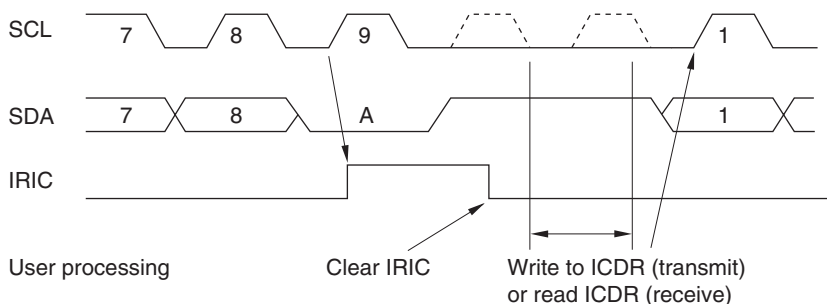 SCL 7 8 9 1
SDA 7 8 A 1
IRIC
User processing Clear IRIC Write to ICDR (transmit)
or read ICDR (receive)